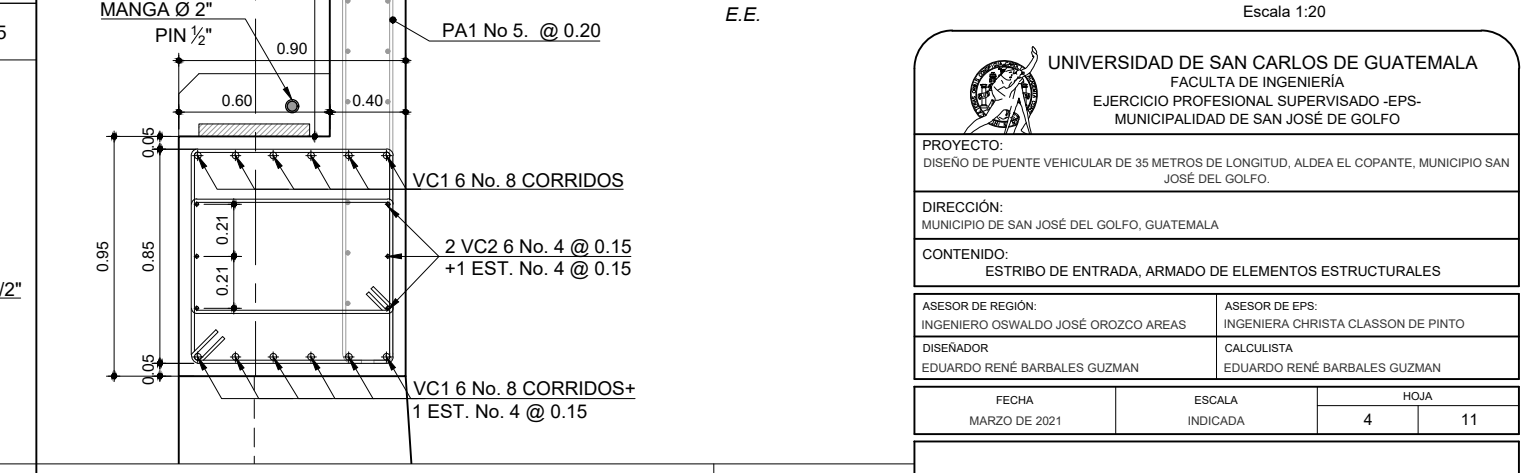 MANGA Ø 2"
PIN ½"
0.90
0.60
0.40
PA1 No 5. @ 0.20
E.E.
5
0.05
0.95
0.85
0.21
0.21
0.05
VC1 6 No. 8 CORRIDOS
2 VC2 6 No. 4 @ 0.15
+1 EST. No. 4 @ 0.15
/2"
VC1 6 No. 8 CORRIDOS+
1 EST. No. 4 @ 0.15
Escala 1:20
UNIVERSIDAD DE SAN CARLOS DE GUATEMALA
FACULTA DE INGENIERÍA
EJERCICIO PROFESIONAL SUPERVISADO -EPS-
MUNICIPALIDAD DE SAN JOSÉ DE GOLFO
PROYECTO:
DISEÑO DE PUENTE VEHICULAR DE 35 METROS DE LONGITUD, ALDEA EL COPANTE, MUNICIPIO SAN
JOSÉ DEL GOLFO.
DIRECCIÓN:
MUNICIPIO DE SAN JOSÉ DEL GOLFO, GUATEMALA
CONTENIDO:
ESTRIBO DE ENTRADA, ARMADO DE ELEMENTOS ESTRUCTURALES
ASESOR DE REGIÓN:
INGENIERO OSWALDO JOSÉ OROZCO AREAS
ASESOR DE EPS:
INGENIERA CHRISTA CLASSON DE PINTO
DISEÑADOR
EDUARDO RENÉ BARBALES GUZMAN
CALCULISTA
EDUARDO RENÉ BARBALES GUZMAN
FECHA
MARZO DE 2021
ESCALA
INDICADA
HOJA
4 11